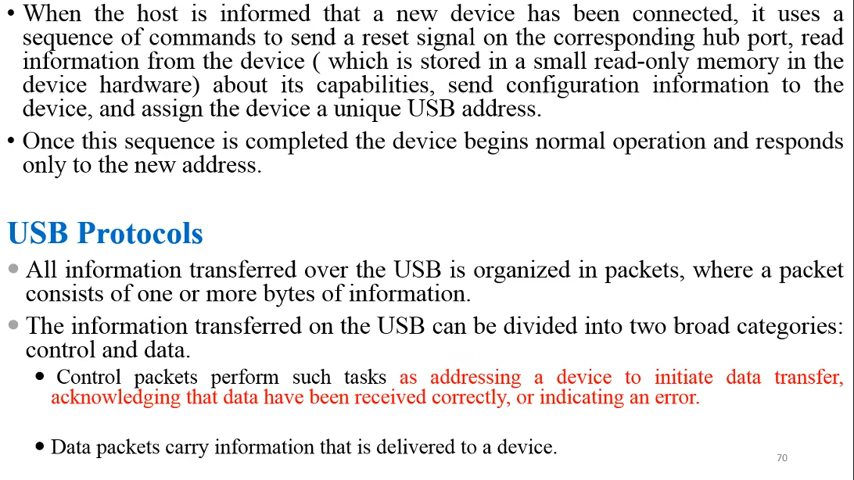 • When the host is informed that a new device has been connected, it uses a
sequence of commands to send a reset signal on the corresponding hub port, read
information from the device ( which is stored in a small read-only memory in the
device hardware) about its capabilities, send configuration information to the
device, and assign the device a unique USB address.
• Once this sequence is completed the device begins normal operation and responds
only to the new address.
USB Protocols
• All information transferred over the USB is organized in packets, where a packet
consists of one or more bytes of information.
• The information transferred on the USB can be divided into two broad categories:
control and data.
• Control packets perform such tasks as addressing a device to initiate data transfer,
acknowledging that data have been received correctly, or indicating an error.
• Data packets carry information that is delivered to a device.
70